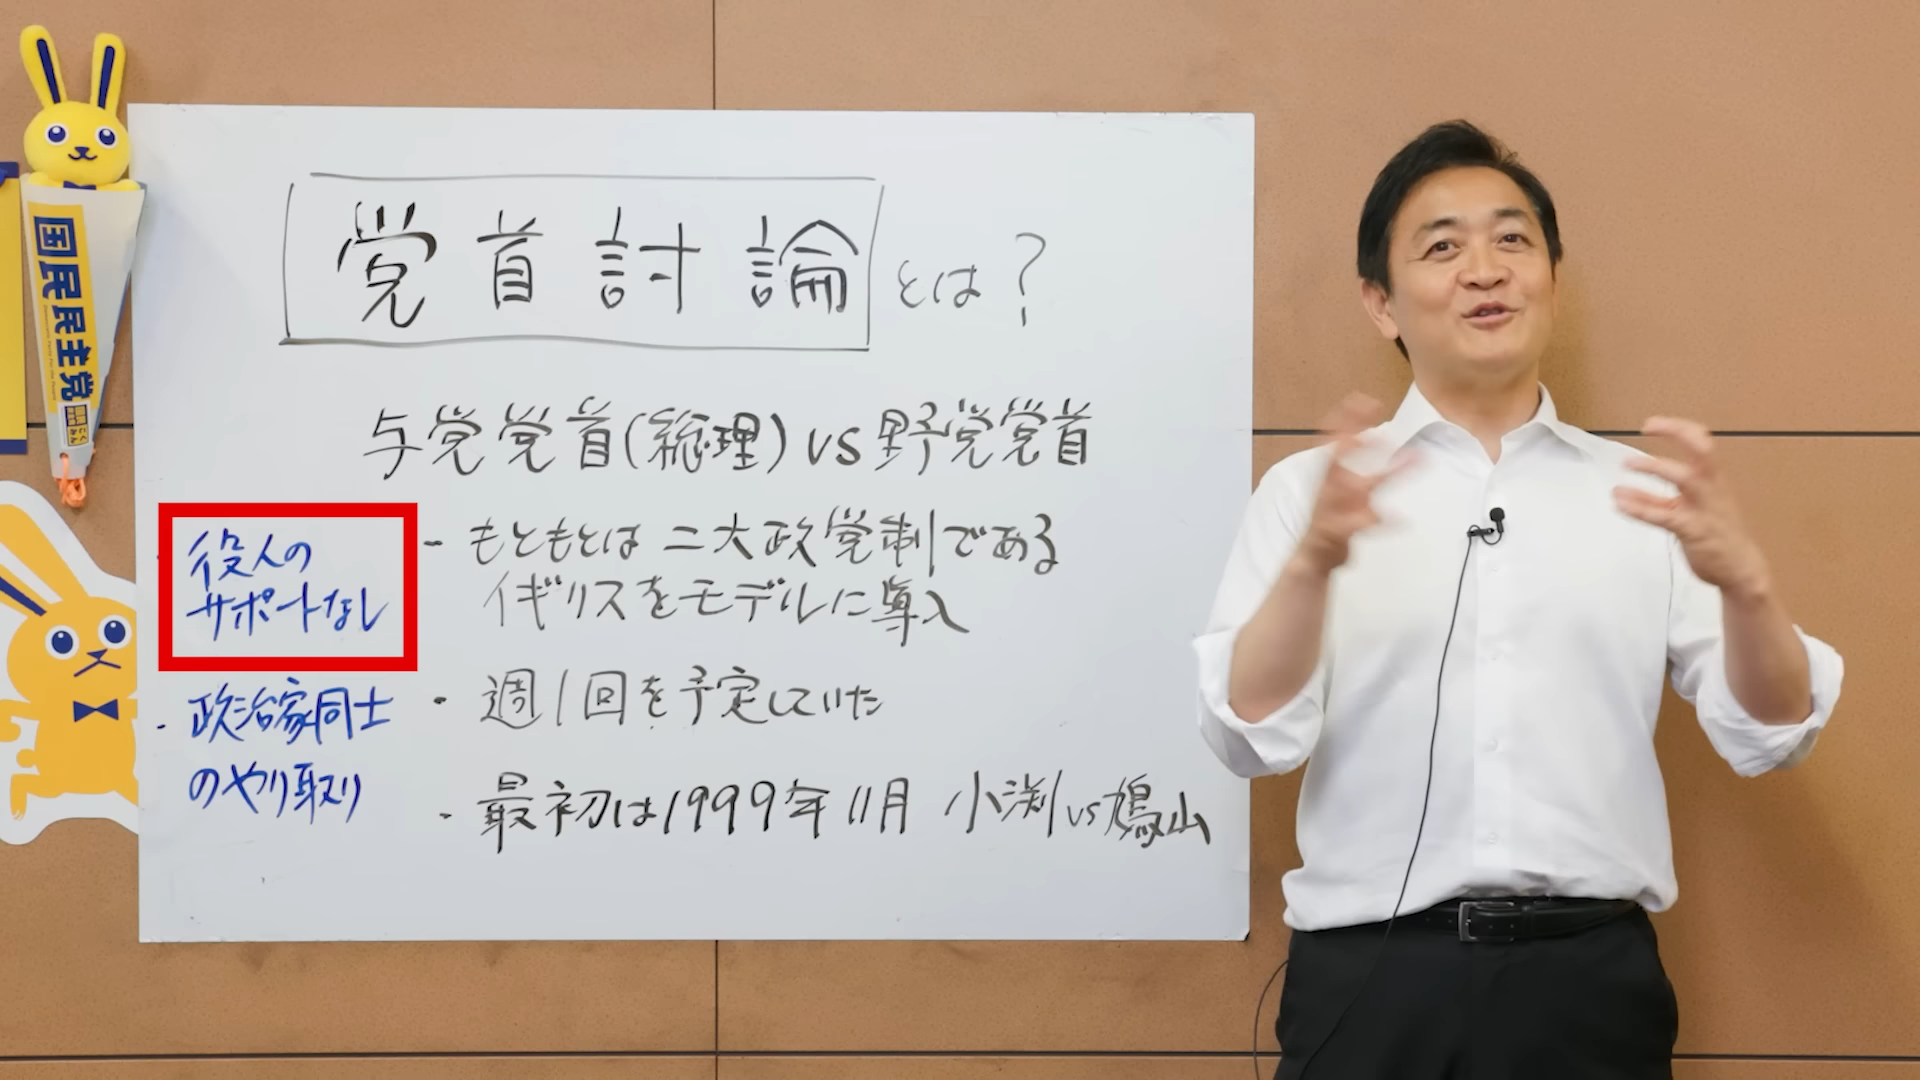 国民民主党
党首討論とは?
与党党首(総理)vs野党党首
役人の
サポートなし
・政治家同士
のやり取り
- もともとは二大政党制である
イギリスをモデルに導入
・週1回を予定していた
・最初は1999年11月 小渕vs鳩山